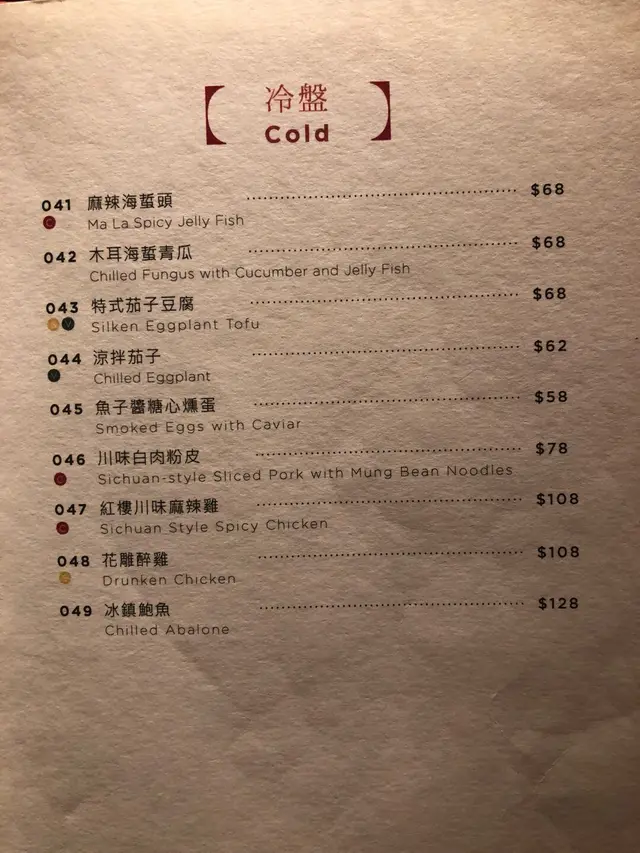 冷盤
Cold
041 麻辣海蜇頭 $68
C Ma La Spicy Jelly Fish
042 木耳海蜇青瓜 $68
Chilled Fungus with Cucumber and Jelly Fish
043 特式茄子豆腐 $68
V Silken Eggplant Tofu
044 涼拌茄子 $62
V Chilled Eggplant
045 魚子醬糖心燻蛋 $58
Smoked Eggs with Caviar
046 川味白肉粉皮 $78
Sichuan-style Sliced Pork with Mung Bean Noodles
047 紅樓川味麻辣雞 $108
C Sichuan Style Spicy Chicken
048 花雕醉雞 $108
Drunken Chicken
049 冰鎮鮑魚 $128
Chilled Abalone